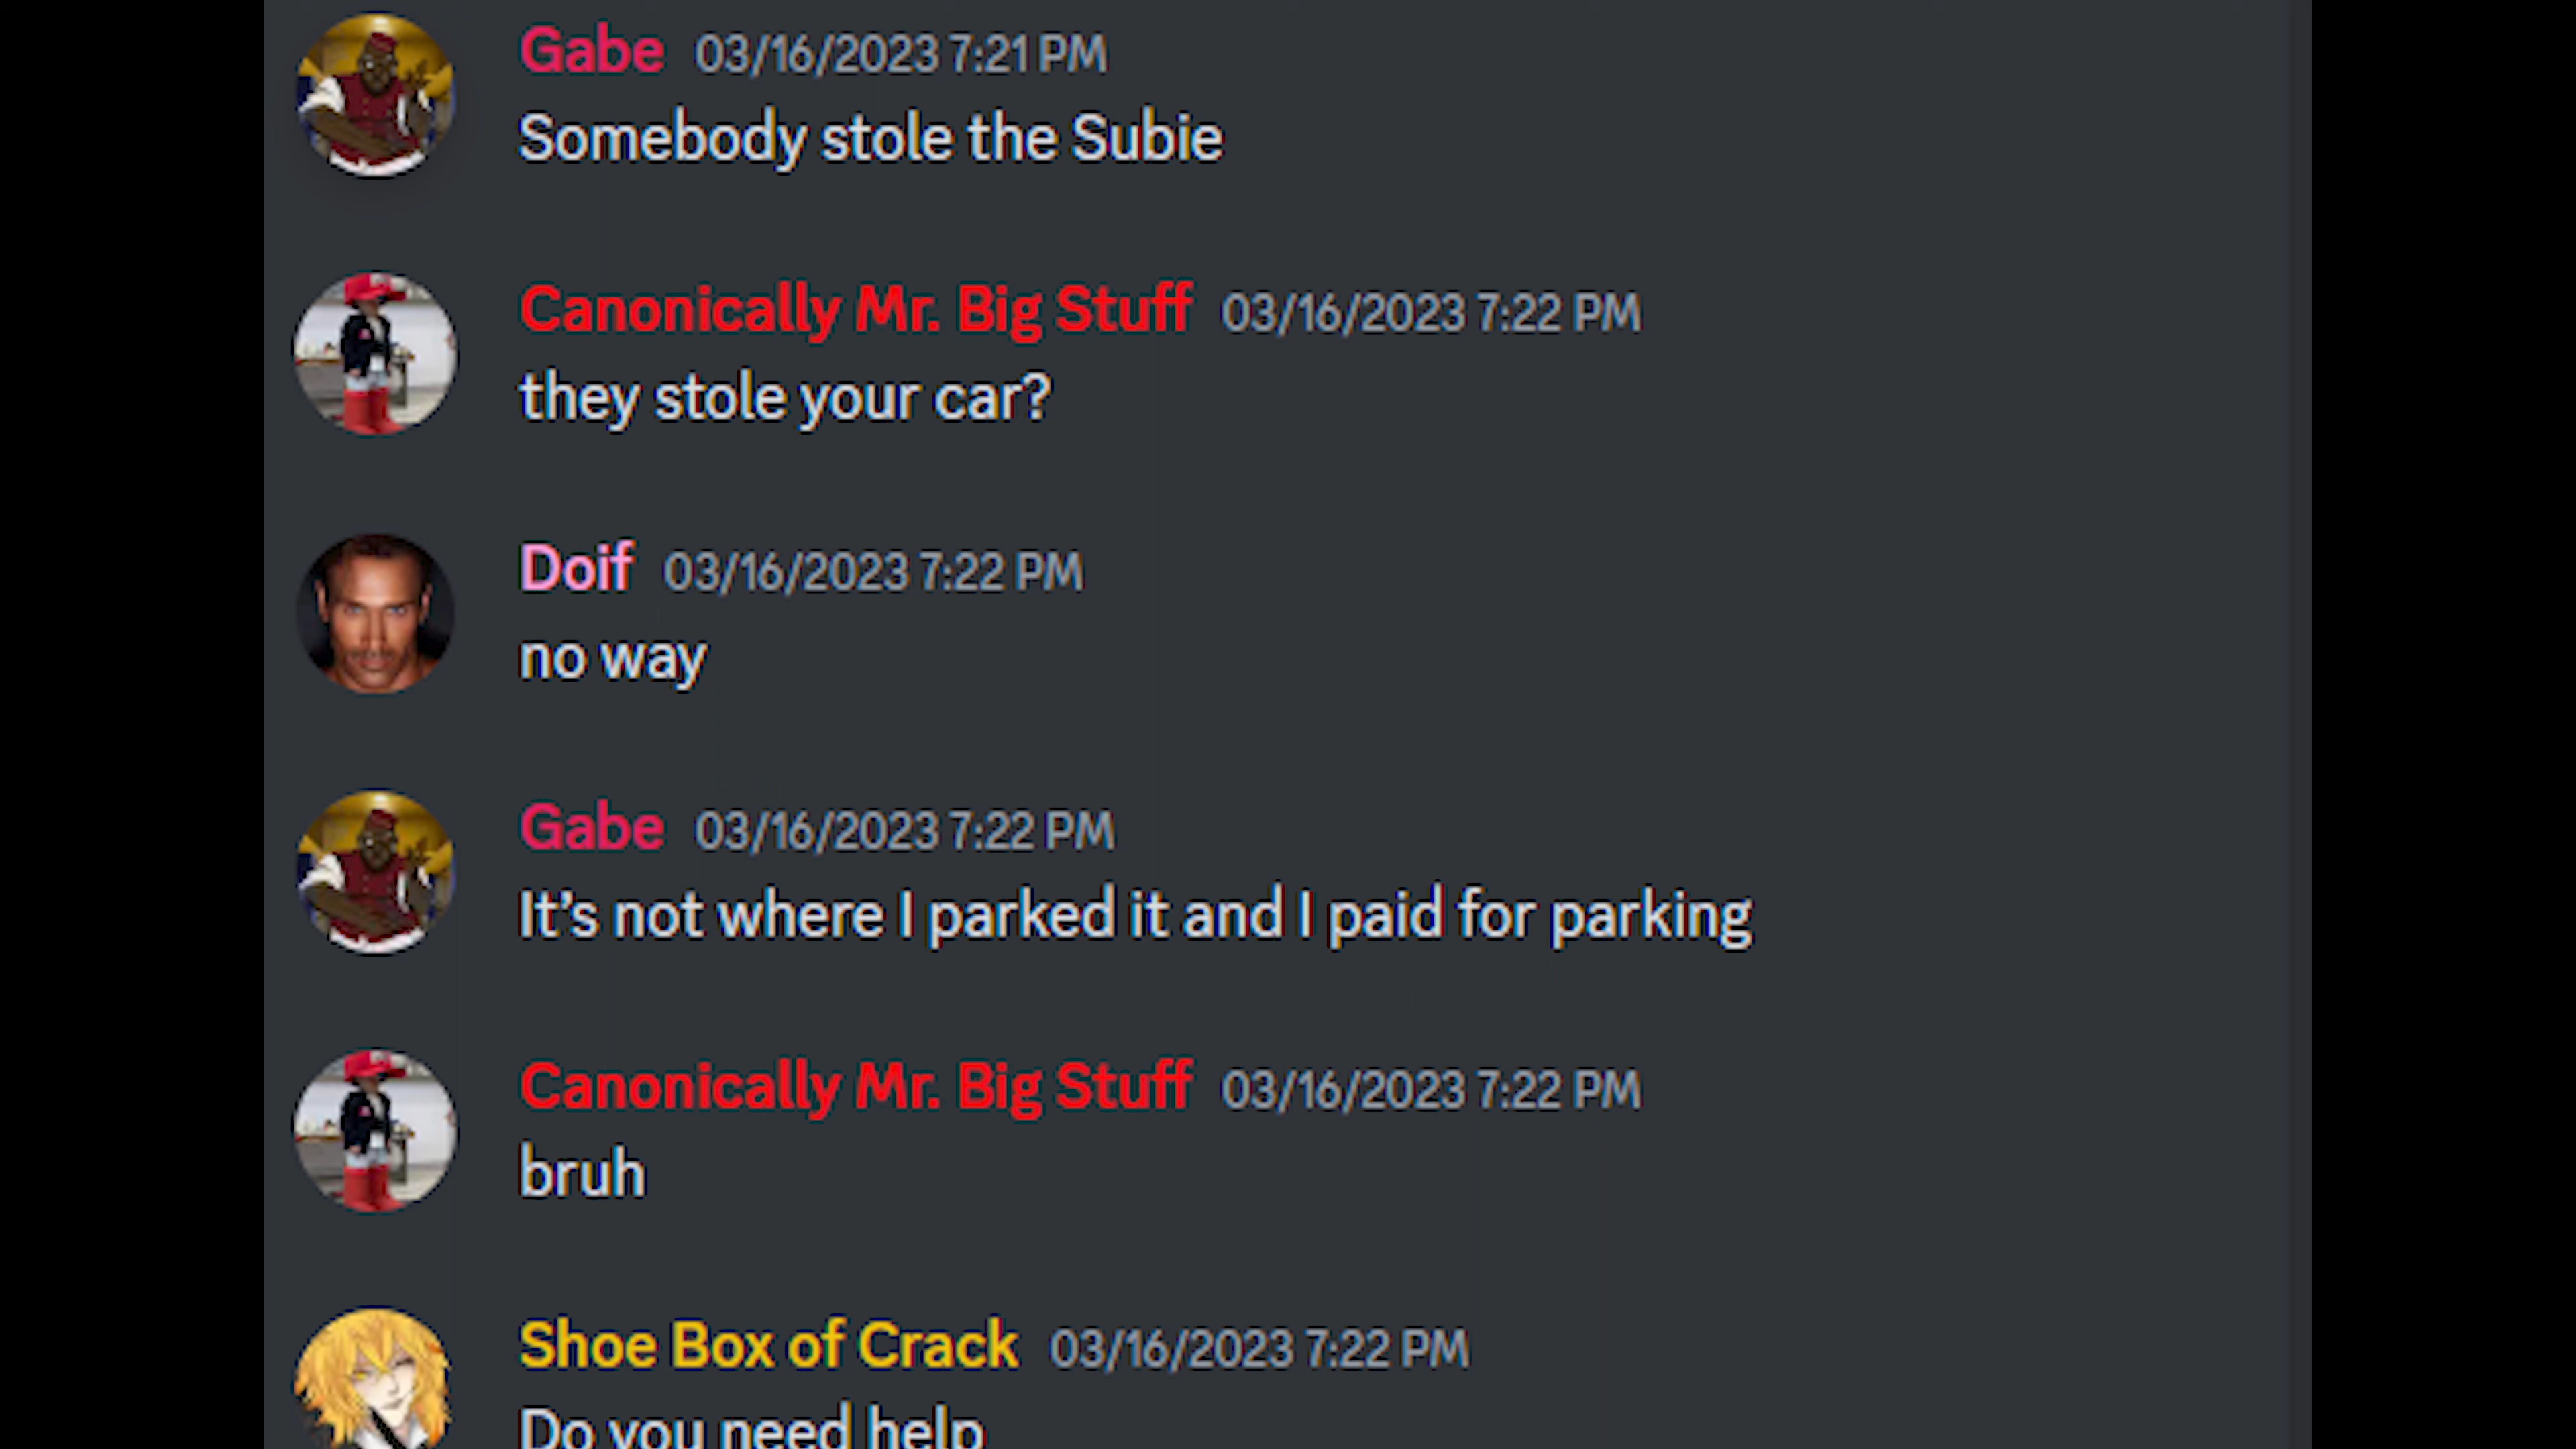 Gabe 03/16/2023 7:21 PM
Somebody stole the Subie
Canonically Mr. Big Stuff 03/16/2023 7:22 PM
they stole your car?
Doif 03/16/2023 7:22 PM
no way
Gabe 03/16/2023 7:22 PM
It’s not where I parked it and I paid for parking
Canonically Mr. Big Stuff 03/16/2023 7:22 PM
bruh
Shoe Box of Crack 03/16/2023 7:22 PM
Do you need help